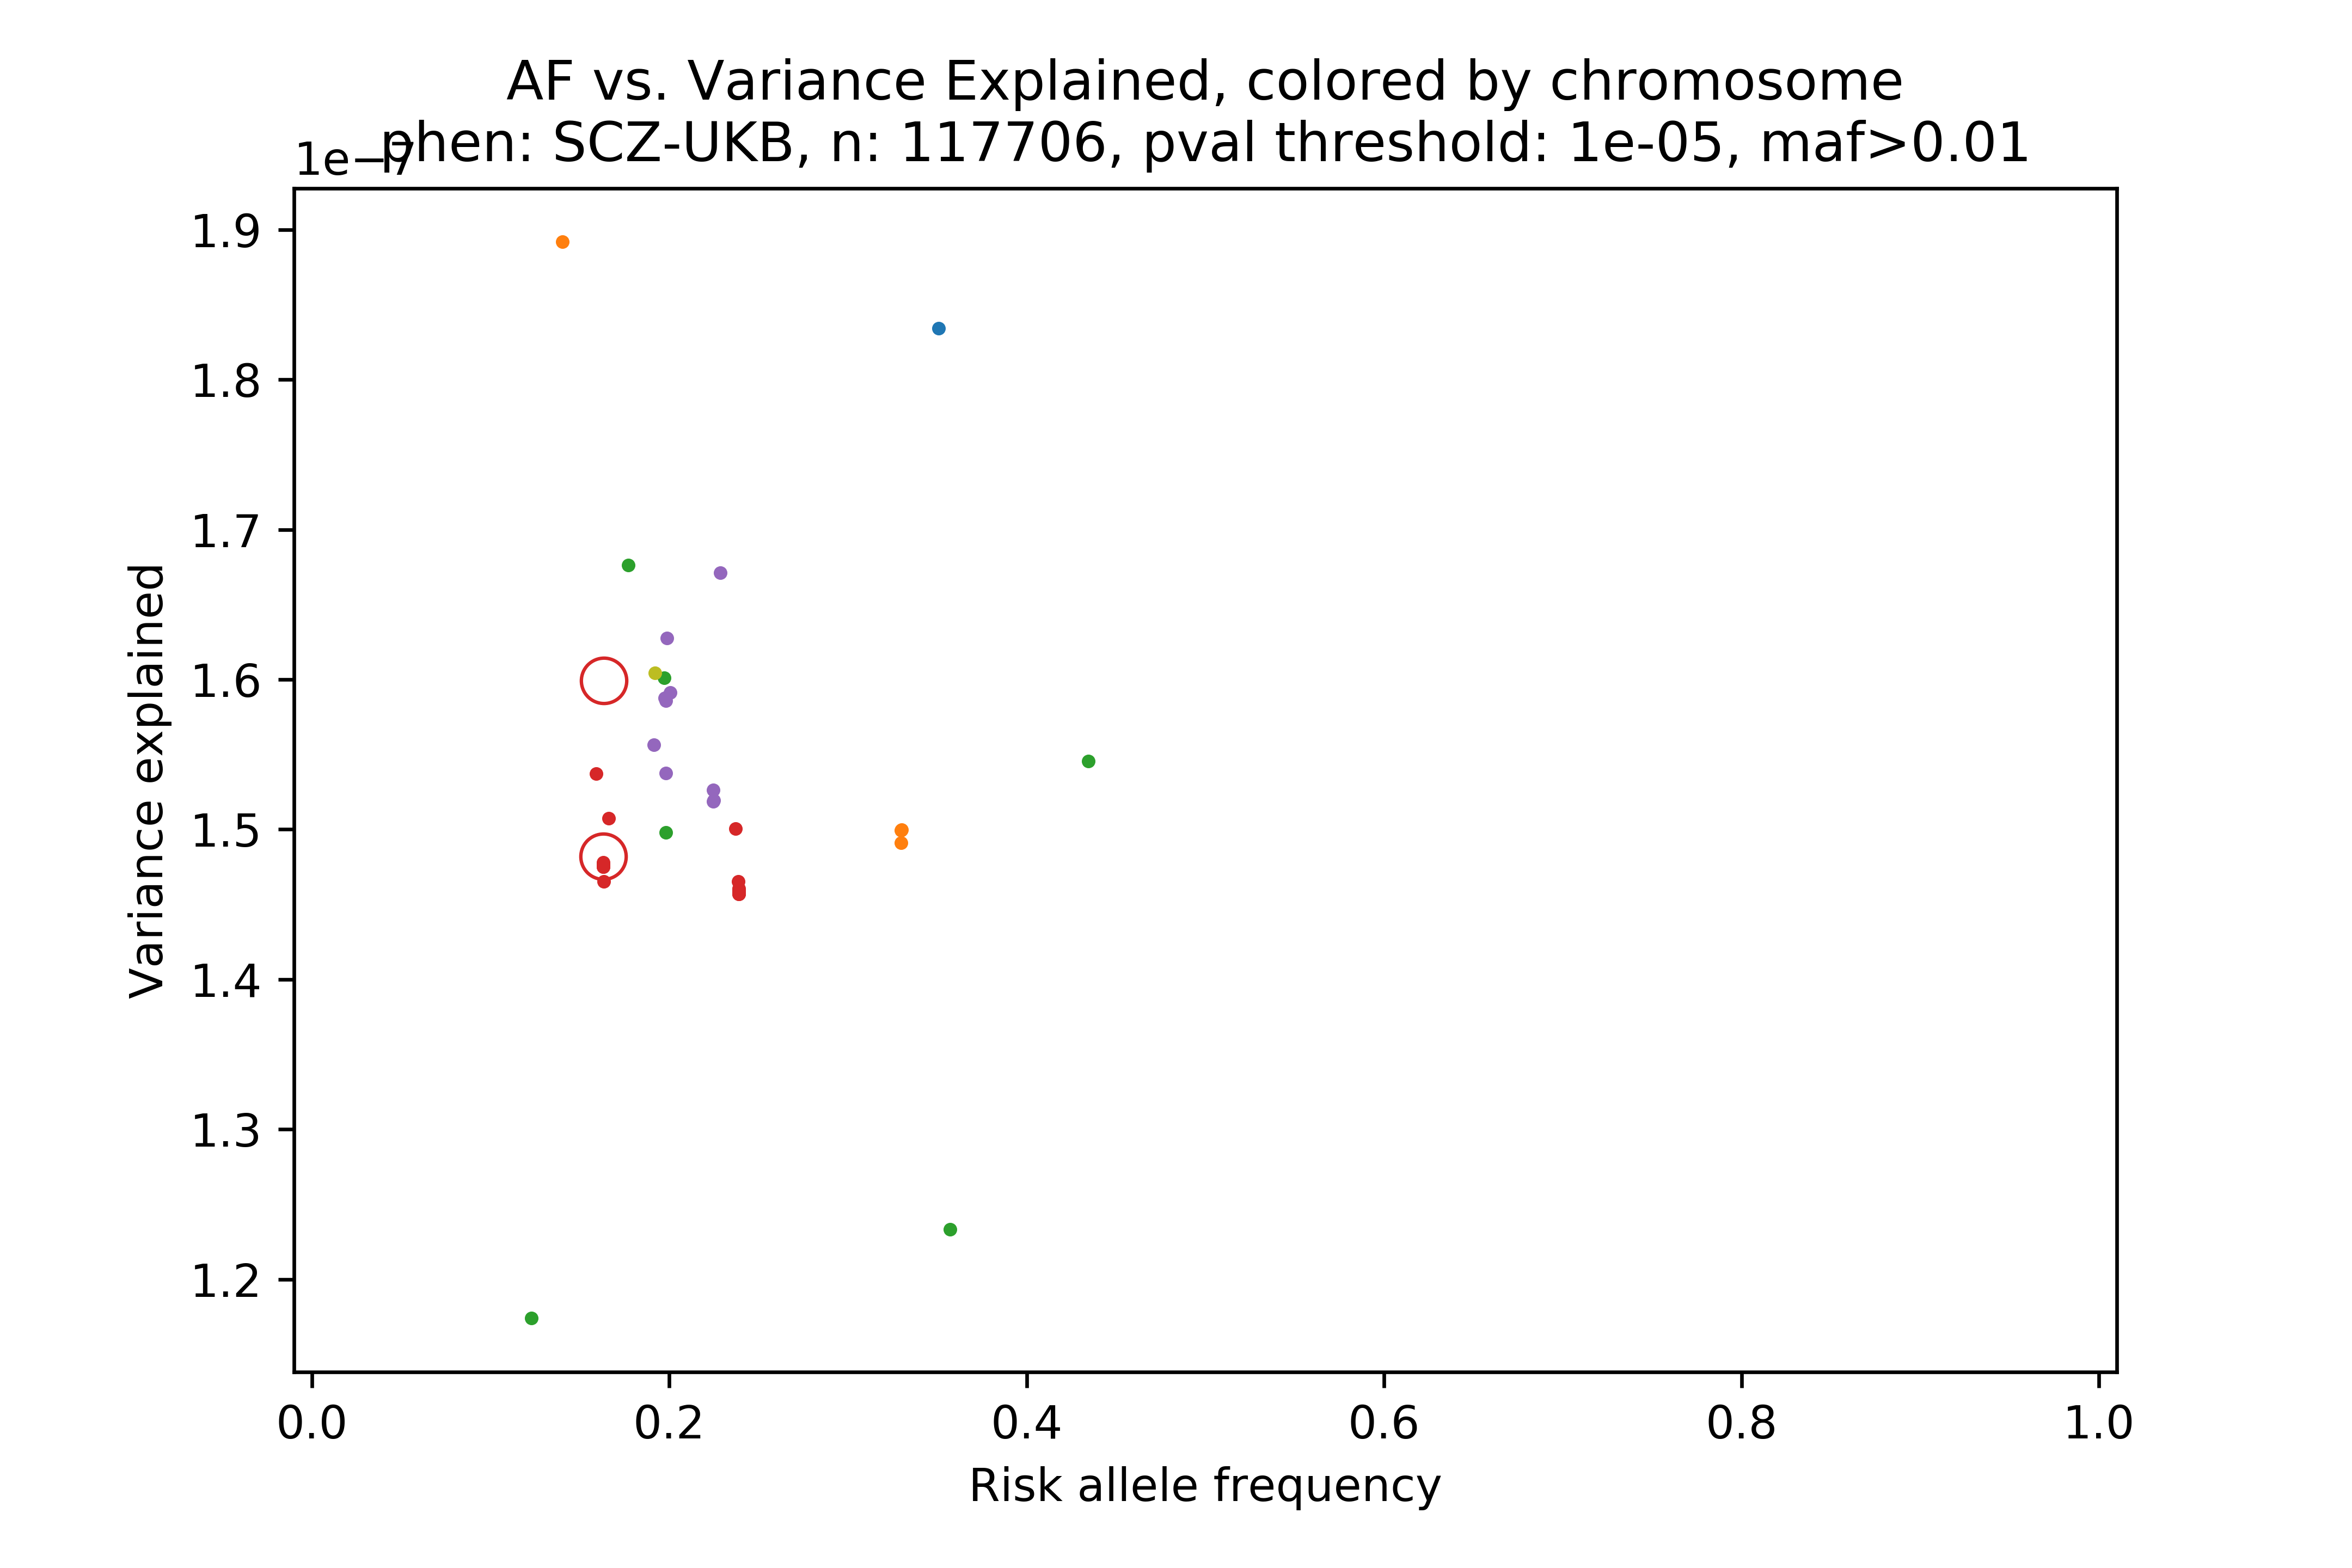 AF vs. Variance Explained, colored by chromosome
phen: SCZ-UKB, n: 117706, pval threshold: 1e-05, maf>0.01
1e−7
1.9
1.8
1.7
1.6
1.5
1.4
1.3
1.2
Variance explained
0.0 0.2 0.4 0.6 0.8 1.0
Risk allele frequency